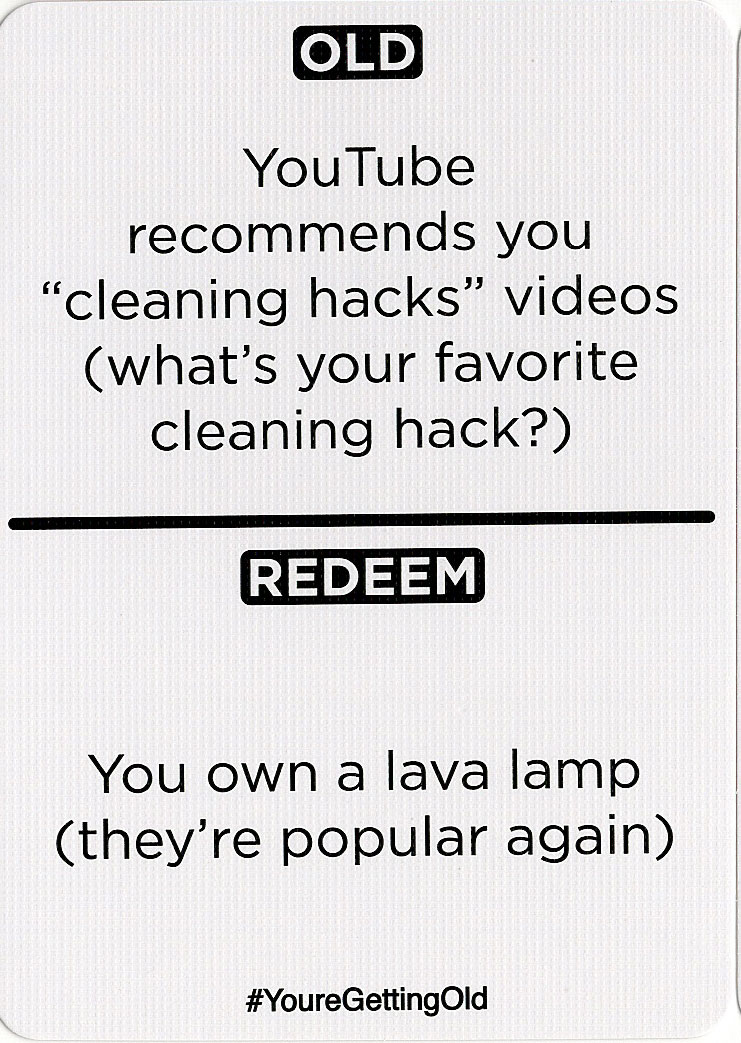 OLD
YouTube
recommends you
“cleaning hacks” videos
(what’s your favorite
cleaning hack?)
REDEEM
You own a lava lamp
(they’re popular again)
#YoureGettingOld